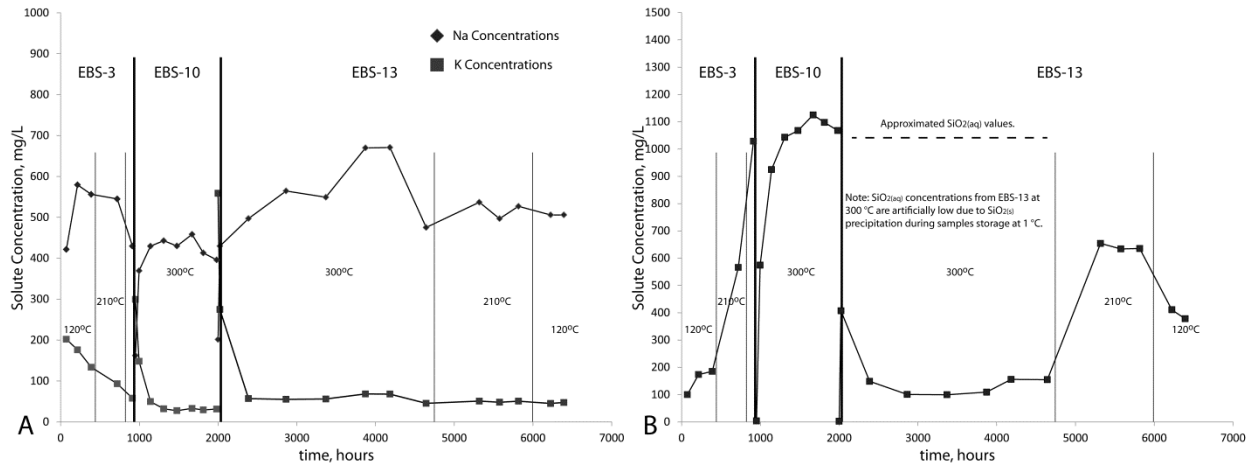 1000
900
800
700
600
500
400
300
200
100
0
Solute Concentration, mg/L
EBS-3
EBS-10
EBS-13
Na Concentrations
K Concentrations
120ºC
210ºC
300ºC
300ºC
210ºC
120ºC
A
0
1000
2000
3000
4000
5000
6000
7000
time, hours
1500
1400
1300
1200
1100
1000
900
800
700
600
500
400
300
200
100
0
Solute Concentration, mg/L
EBS-3
EBS-10
EBS-13
Approximated SiO2(aq) values.
Note: SiO2(aq) concentrations from EBS-13 at
300 °C are artificially low due to SiO2(s)
precipitation during samples storage at 1 °C.
120ºC
210ºC
300ºC
300ºC
210ºC
120ºC
B
0
1000
2000
3000
4000
5000
6000
7000
time, hours